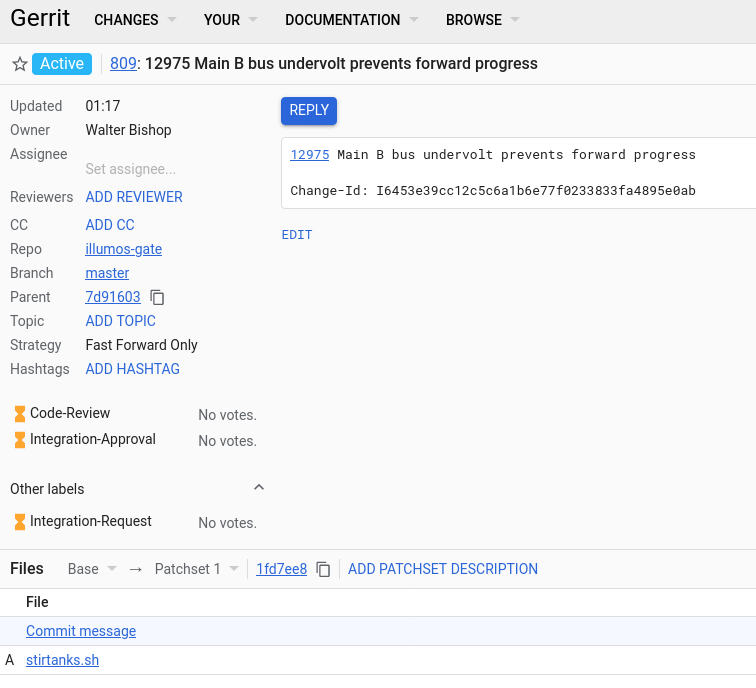 Gerrit CHANGES YOUR DOCUMENTATION BROWSE
Active 809: 12975 Main B bus undervolt prevents forward progress
Updated 01:17
Owner Walter Bishop
Assignee
Set assignee...
Reviewers ADD REVIEWER
CC ADD CC
Repo illumos-gate
Branch master
Parent 7d91603
Topic ADD TOPIC
Strategy Fast Forward Only
Hashtags ADD HASHTAG
REPLY
12975 Main B bus undervolt prevents forward progress
Change-Id: I6453e39cc12c5c6a1b6e77f0233833fa4895e0ab
EDIT
Code-Review No votes.
Integration-Approval No votes.
Other labels
Integration-Request No votes.
Files Base → Patchset 1 1fd7ee8 ADD PATCHSET DESCRIPTION
File
Commit message
A stirtanks.sh